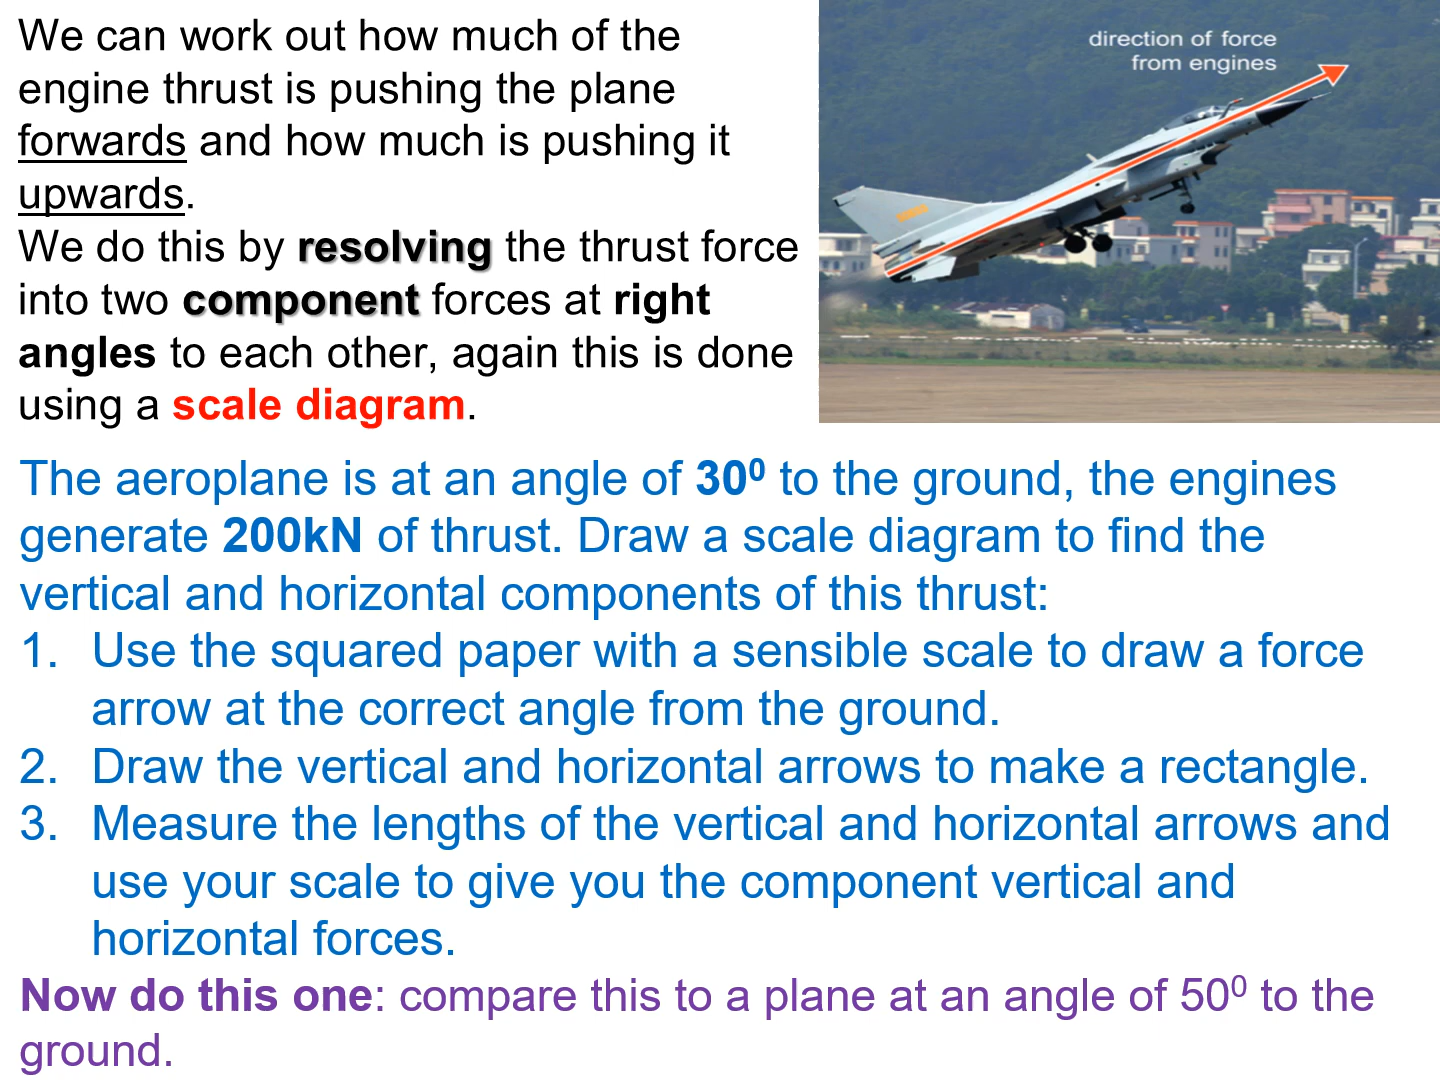 We can work out how much of the
engine thrust is pushing the plane
forwards and how much is pushing it
upwards.
We do this by resolving the thrust force
into two component forces at right
angles to each other, again this is done
using a scale diagram.
direction of force
from engines
The aeroplane is at an angle of 30⁰ to the ground, the engines
generate 200kN of thrust. Draw a scale diagram to find the
vertical and horizontal components of this thrust:
1. Use the squared paper with a sensible scale to draw a force
arrow at the correct angle from the ground.
2. Draw the vertical and horizontal arrows to make a rectangle.
3. Measure the lengths of the vertical and horizontal arrows and
use your scale to give you the component vertical and
horizontal forces.
Now do this one: compare this to a plane at an angle of 50⁰ to the
ground.